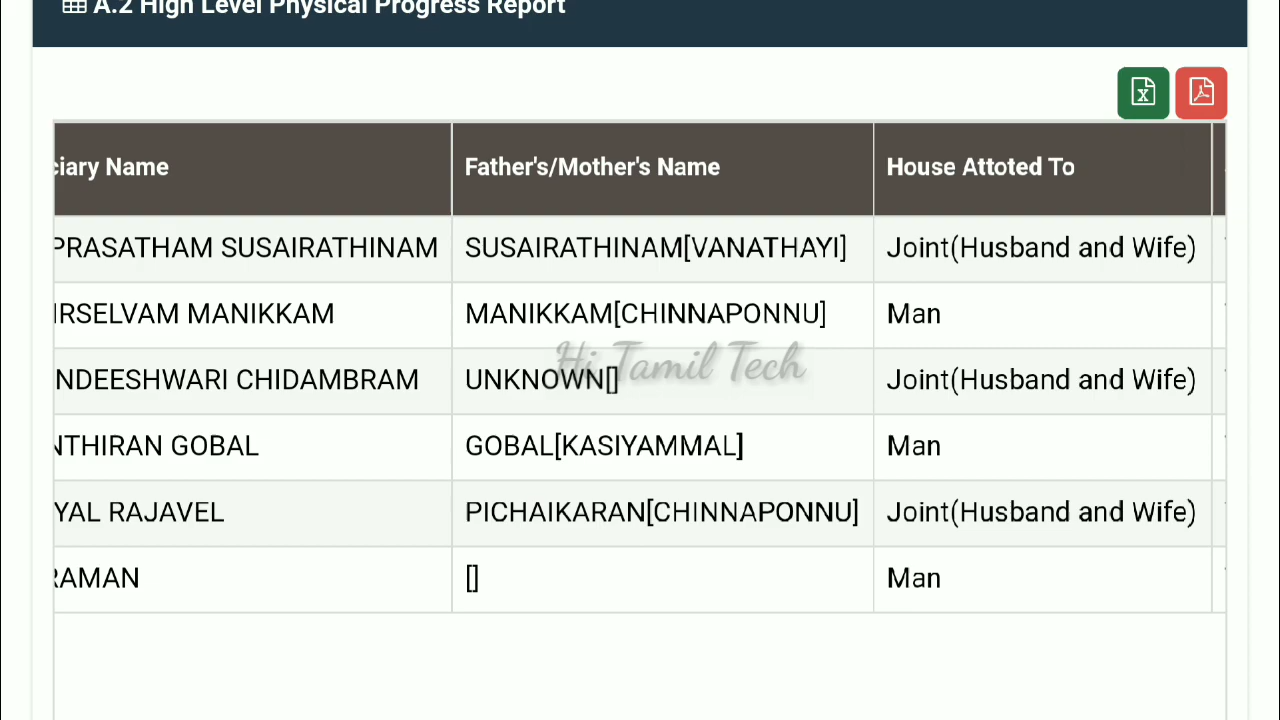 A.2 High Level Physical Progress Report
ciary Name Father's/Mother's Name House Attoted To
PRASATHAM SUSAIRATHINAM SUSAIRATHINAM[VANATHAYI] Joint(Husband and Wife)
IRSELVAM MANIKKAM MANIKKAM[CHINNAPONNU] Man
Hi Tamil Tech
NDEESHWARI CHIDAMBRAM UNKNOWN[] Joint(Husband and Wife)
NTHIRAN GOBAL GOBAL[KASIYAMMAL] Man
YAL RAJAVEL PICHAIKARAN[CHINNAPONNU] Joint(Husband and Wife)
RAMAN [] Man